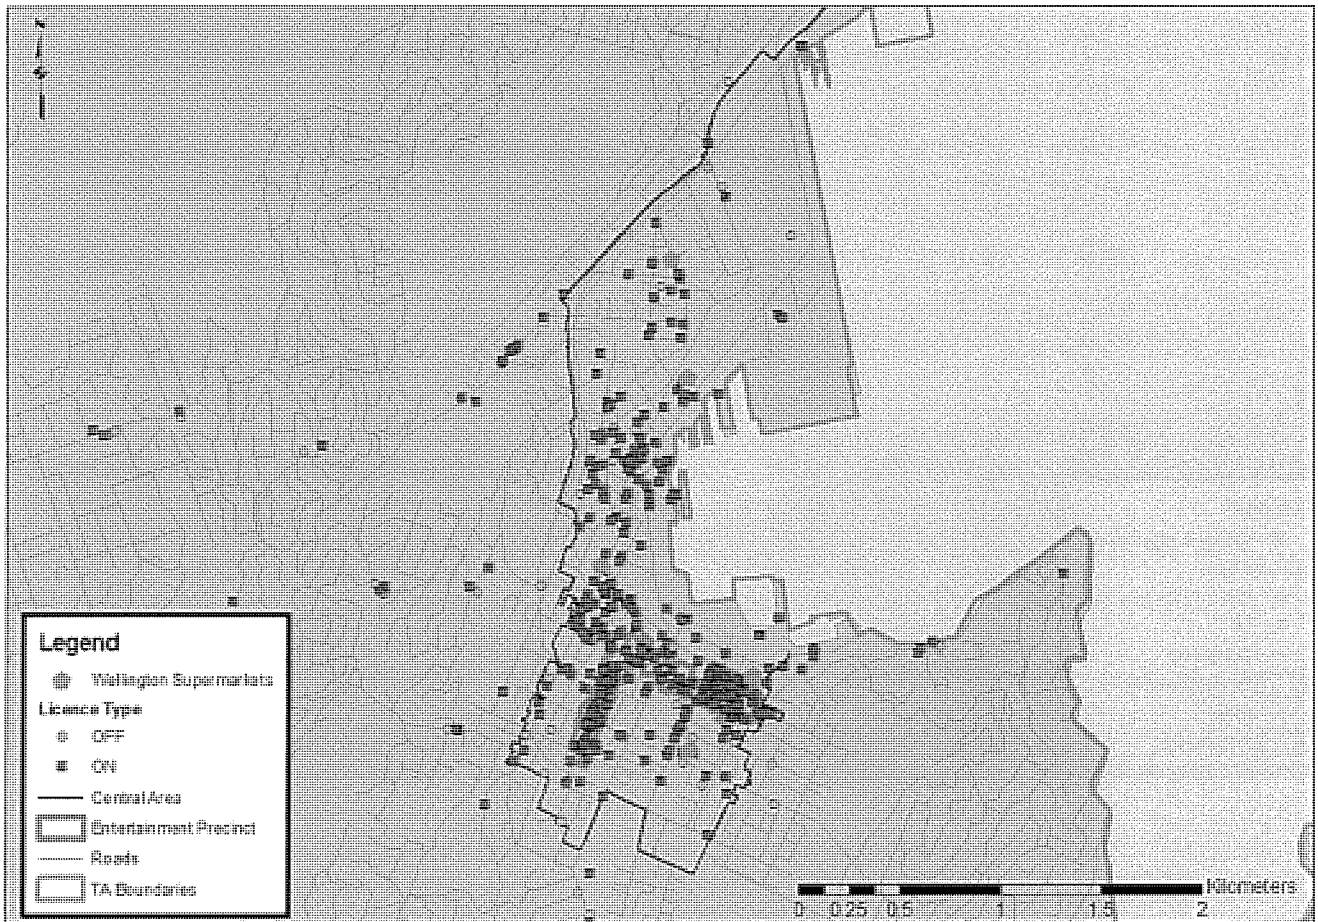 N
Legend
Wellington Supermarkets
Licence Type
OFF
ON
Central Area
Entertainment Precinct
Roads
TA Boundaries
Kilometers
0 0.25 0.5 1 1.5 2